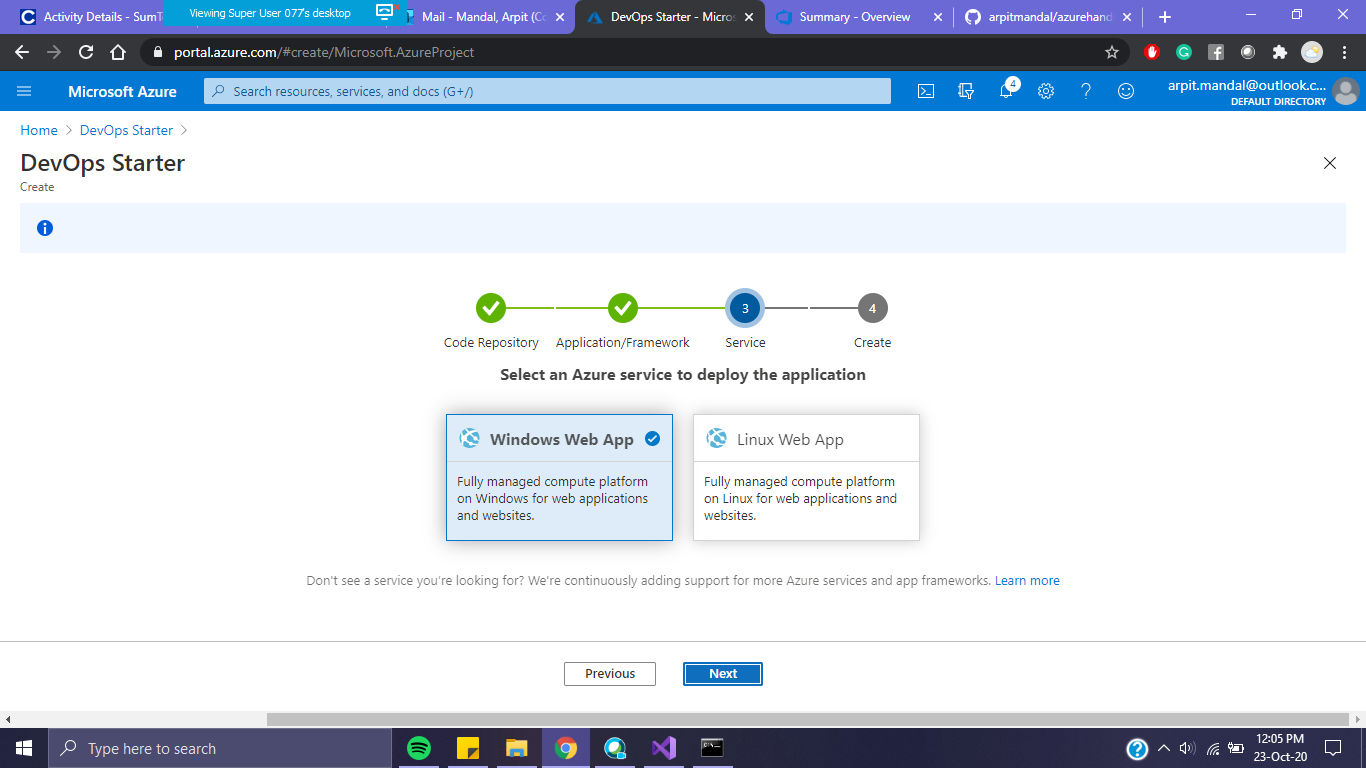 Activity Details - SumT
Viewing Super User 077's desktop
Mail - Mandal, Arpit (Co
DevOps Starter - Micros
Summary - Overview
arpitmandal/azurehand
portal.azure.com/#create/Microsoft.AzureProject
Microsoft Azure
Search resources, services, and docs (G+/)
4
arpit.mandal@outlook.c...
DEFAULT DIRECTORY
Home > DevOps Starter >
DevOps Starter
Create
3
4
Code Repository
Application/Framework
Service
Create
Select an Azure service to deploy the application
Windows Web App
Linux Web App
Fully managed compute platform
on Windows for web applications
and websites.
Fully managed compute platform
on Linux for web applications and
websites.
Don't see a service you're looking for? We're continuously adding support for more Azure services and app frameworks. Learn more
Previous
Next
Type here to search
12:05 PM
23-Oct-20